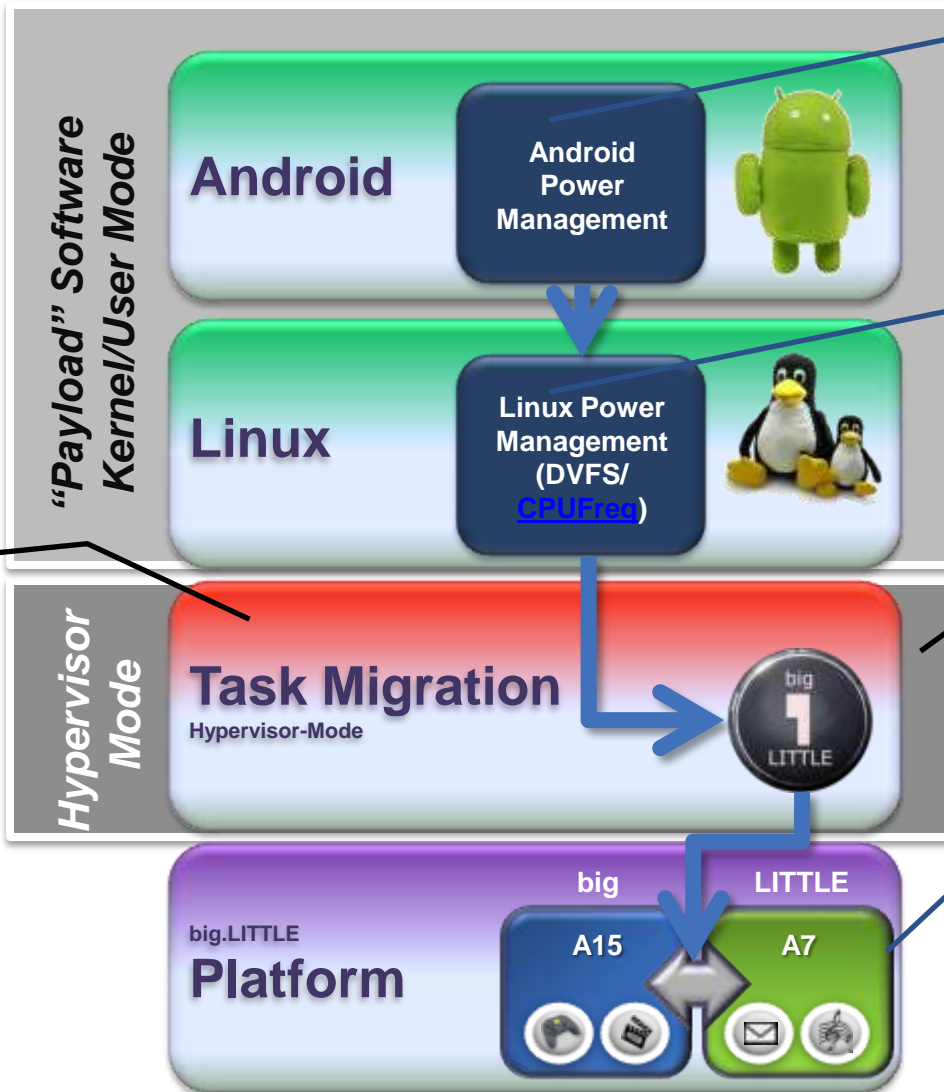 “Payload” Software
Kernel/User Mode
Android
Android
Power
Management
Linux
Linux Power
Management
(DVFS/
CPUFreq)
Hypervisor
Mode
Task Migration
Hypervisor-Mode
big
LITTLE
big.LITTLE
Platform
big
LITTLE
A15
A7